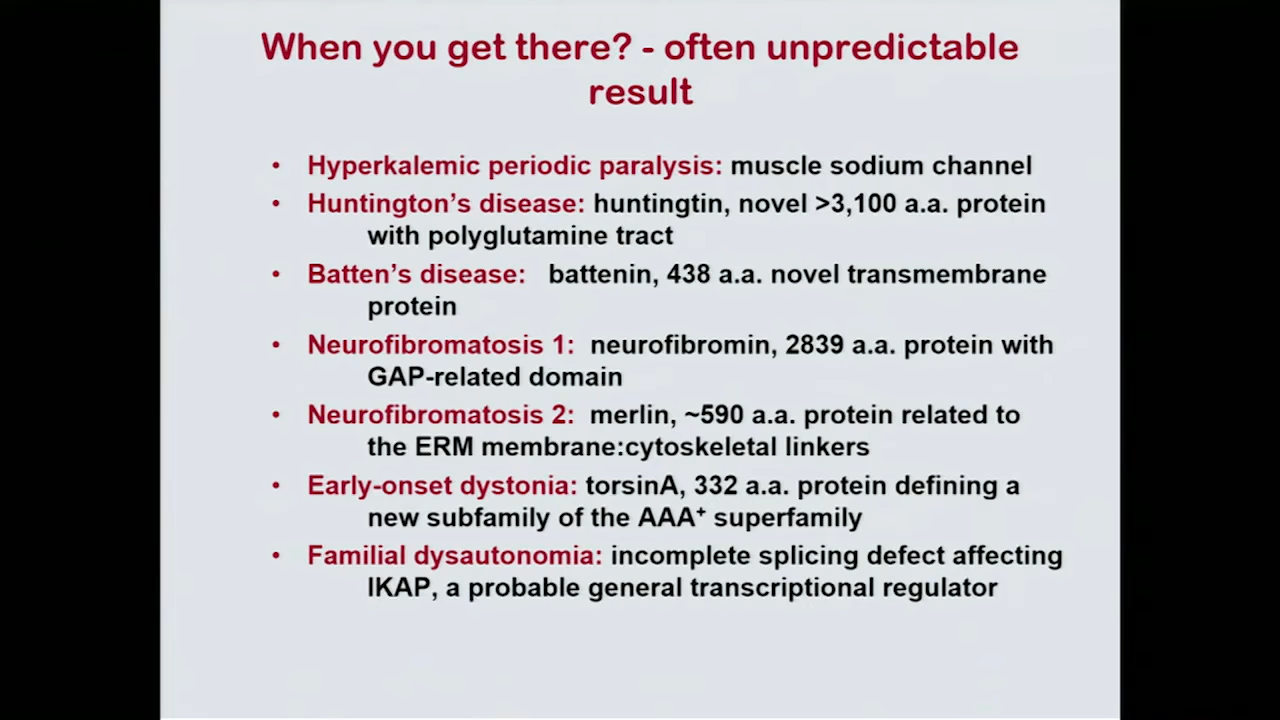 When you get there? - often unpredictable
result
• Hyperkalemic periodic paralysis: muscle sodium channel
• Huntington’s disease: huntingtin, novel >3,100 a.a. protein
with polyglutamine tract
• Batten’s disease: battenin, 438 a.a. novel transmembrane
protein
• Neurofibromatosis 1: neurofibromin, 2839 a.a. protein with
GAP-related domain
• Neurofibromatosis 2: merlin, ~590 a.a. protein related to
the ERM membrane:cytoskeletal linkers
• Early-onset dystonia: torsinA, 332 a.a. protein defining a
new subfamily of the AAA⁺ superfamily
• Familial dysautonomia: incomplete splicing defect affecting
IKAP, a probable general transcriptional regulator